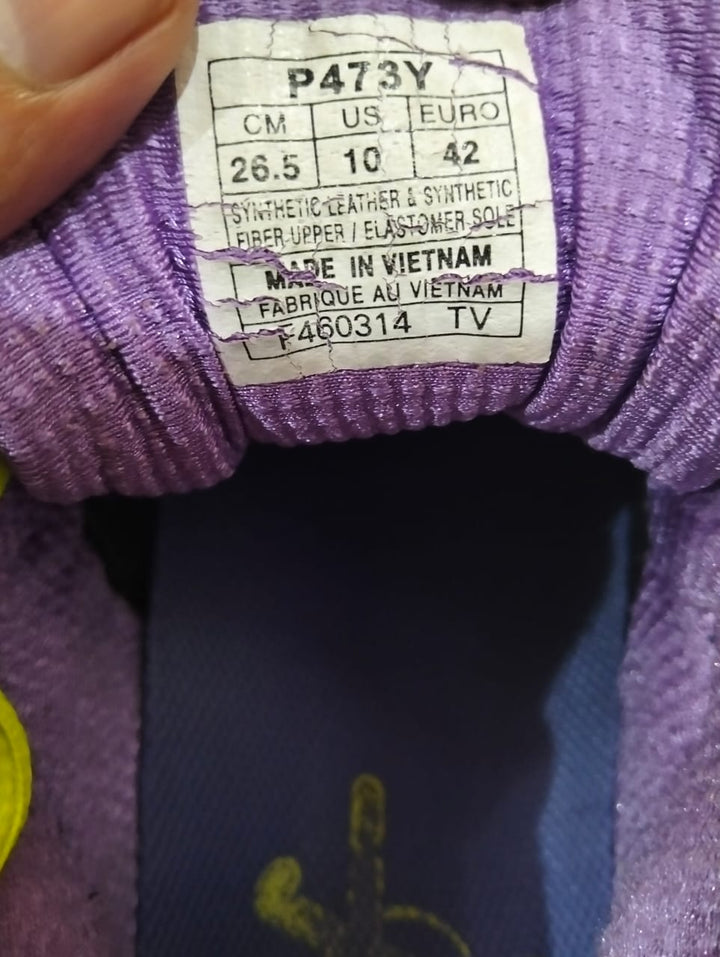 P473Y
CM US EURO
26.5 10 42
SYNTHETIC LEATHER & SYNTHETIC
FIBER UPPER / ELASTOMER SOLE
MADE IN VIETNAM
FABRIQUE AU VIETNAM
F460314 TV